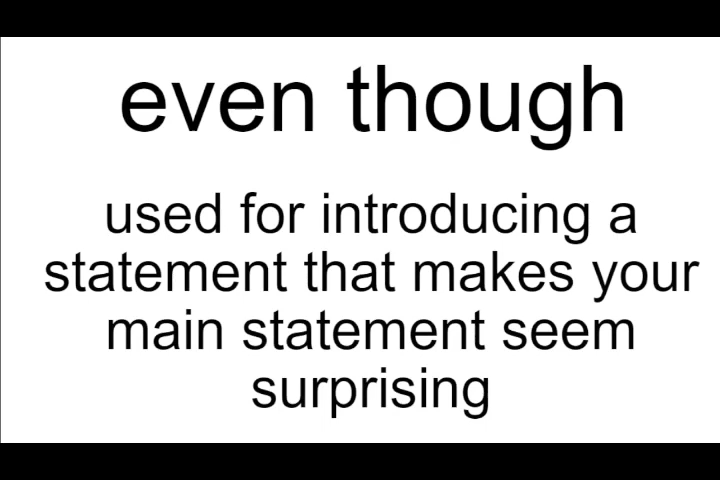 even though
used for introducing a
statement that makes your
main statement seem
surprising